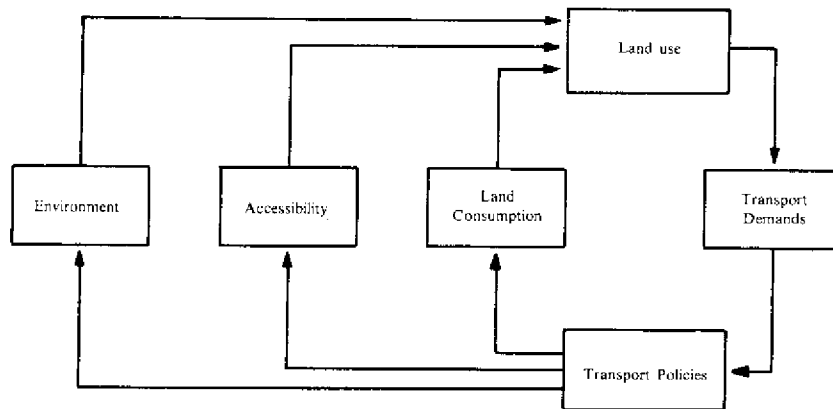 Land use
Environment
Accessibility
Land
Consumption
Transport
Demands
Transport Policies